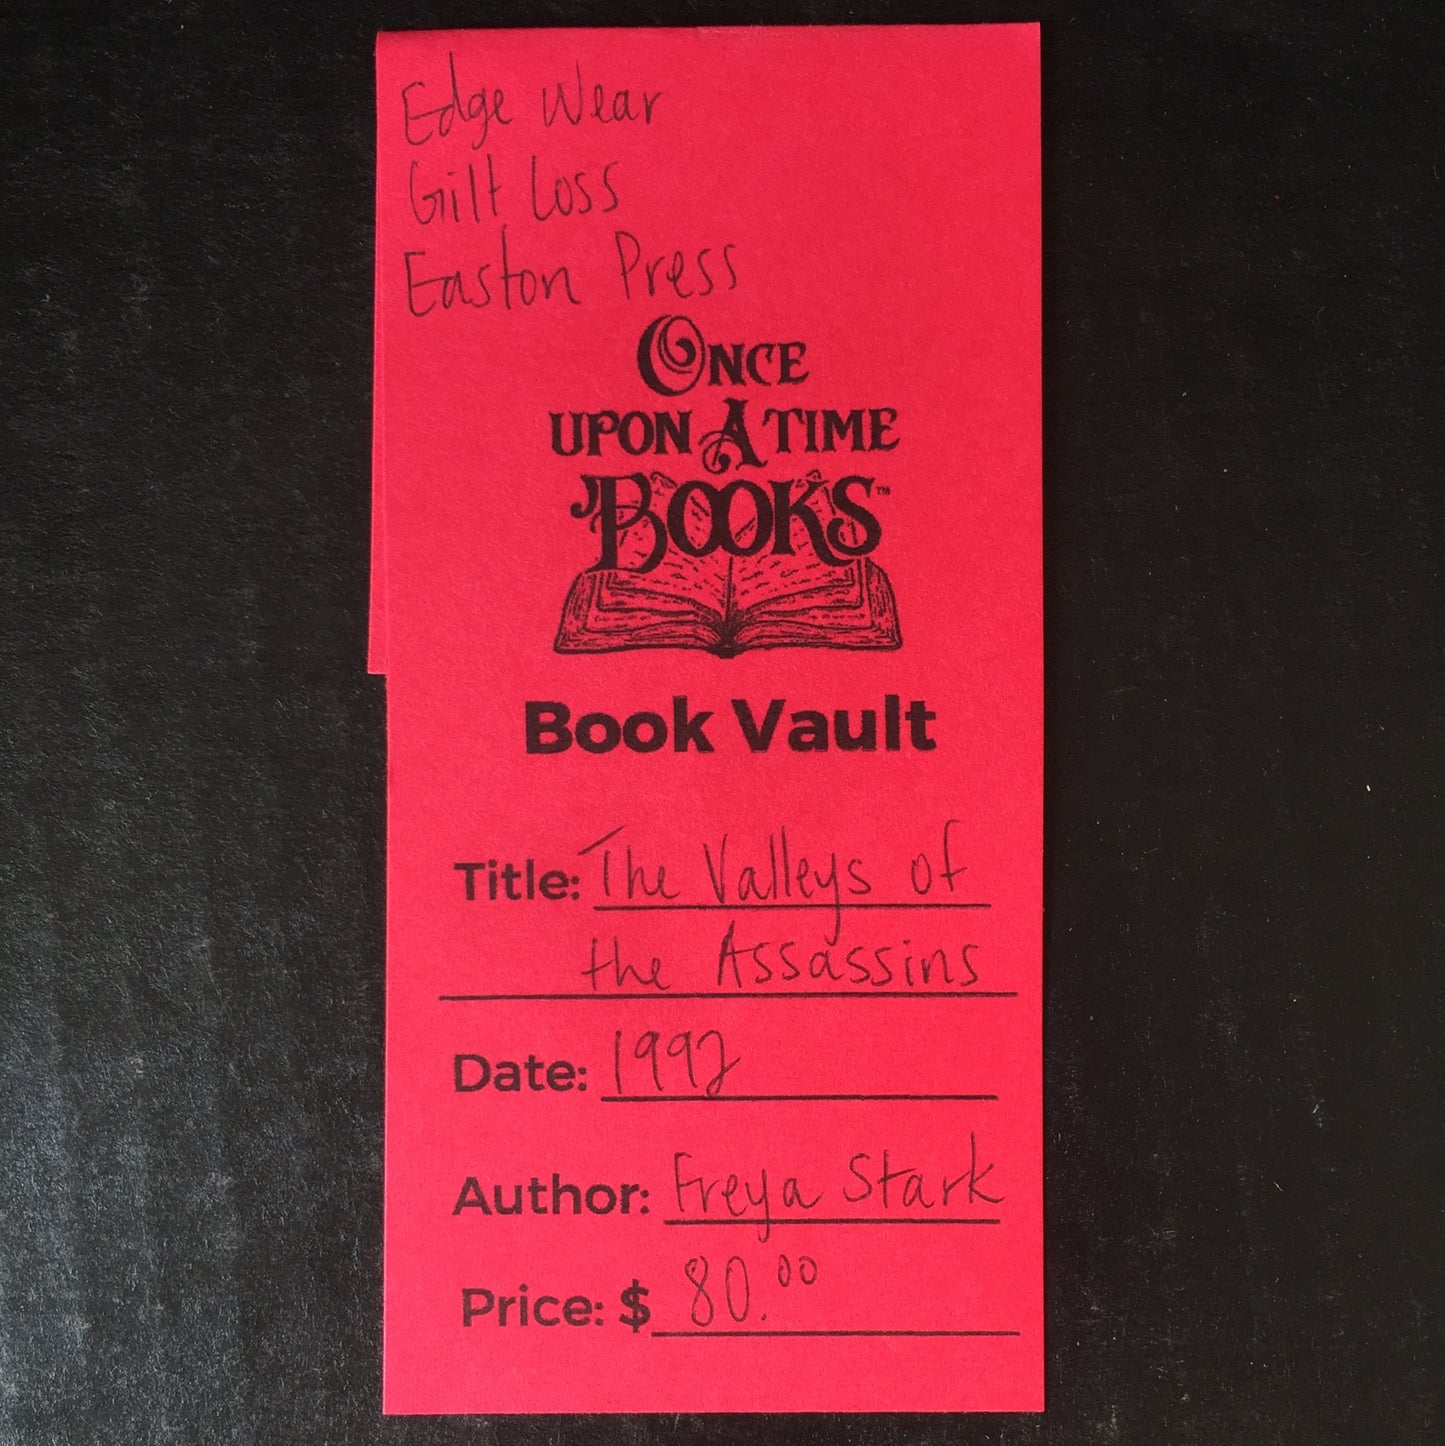 Edge Wear
Gilt Loss
Easton Press
ONCE
UPON A TIME
BOOKS™
Book Vault
Title: The Valleys of
the Assassins
Date: 1992
Author: Freya Stark
Price: $ 80.00